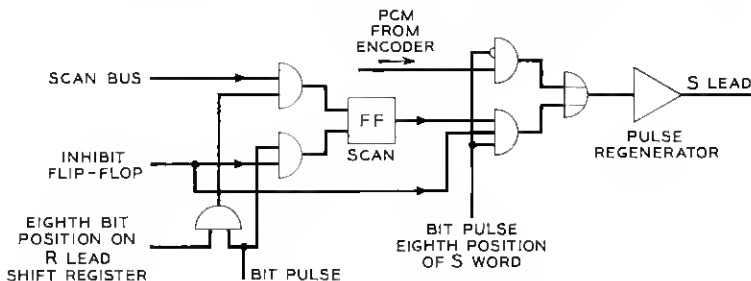 PCM
FROM
ENCODER
SCAN BUS
S LEAD
FF
SCAN
PULSE
REGENERATOR
INHIBIT
FLIP-FLOP
EIGHTH BIT
POSITION ON
R LEAD
SHIFT REGISTER
BIT PULSE
BIT PULSE
EIGHTH POSITION
OF S WORD